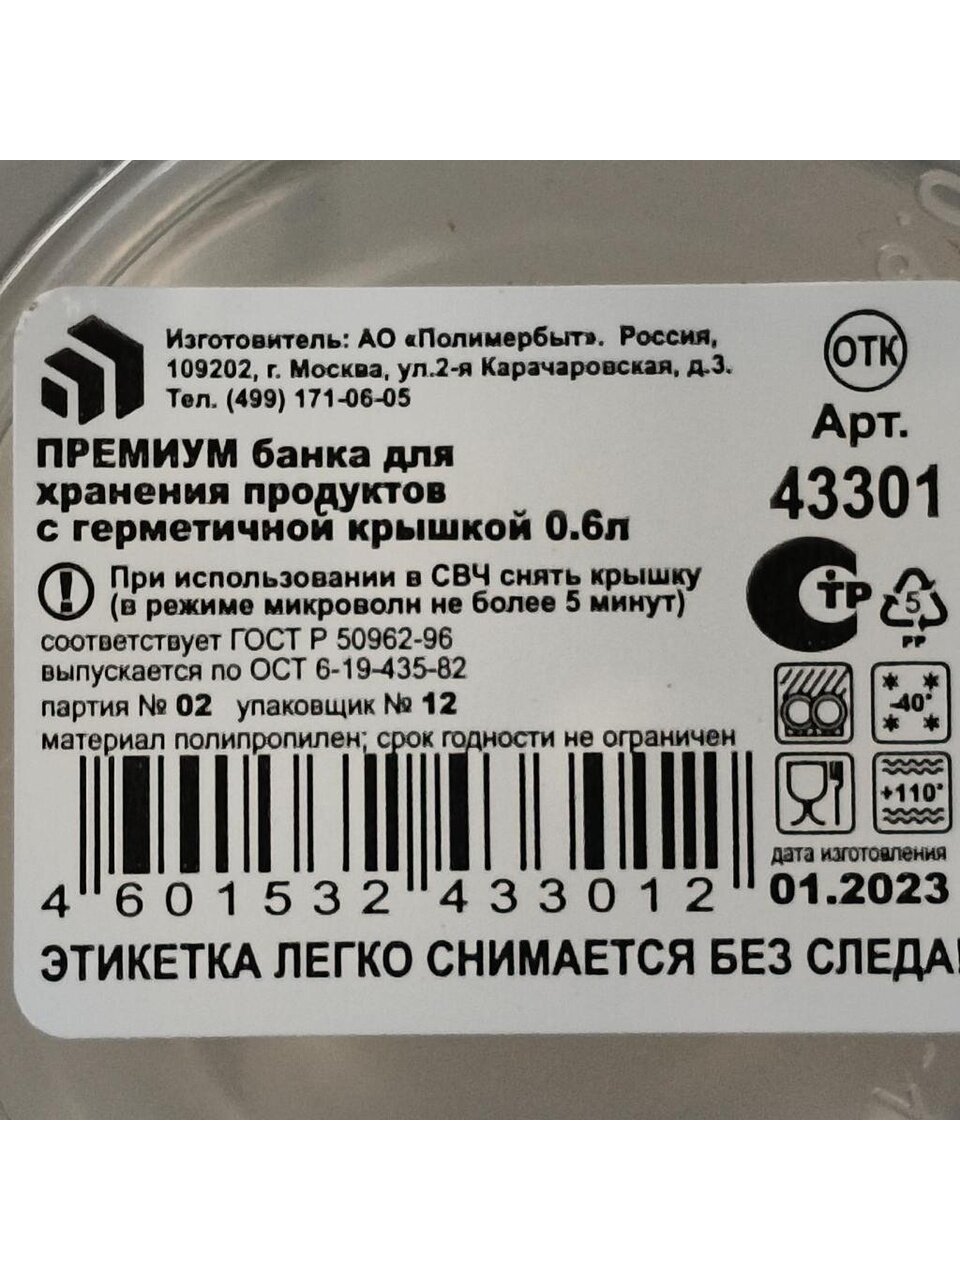 Изготовитель: АО «Полимербыт». Россия,
109202, г. Москва, ул.2-я Карачаровская, д.3.
Тел. (499) 171-06-05
ОТК
Арт.
43301
ПРЕМИУМ банка для
хранения продуктов
с герметичной крышкой 0.6л
При использовании в СВЧ снять крышку
(в режиме микроволн не более 5 минут)
соответствует ГОСТ Р 50962-96
выпускается по ОСТ 6-19-435-82
партия № 02 упаковщик № 12
материал полипропилен; срок годности не ограничен
тР
5
PP
-40°
+110°
дата изготовления
01.2023
4 601532 433012
ЭТИКЕТКА ЛЕГКО СНИМАЕТСЯ БЕЗ СЛЕДА!